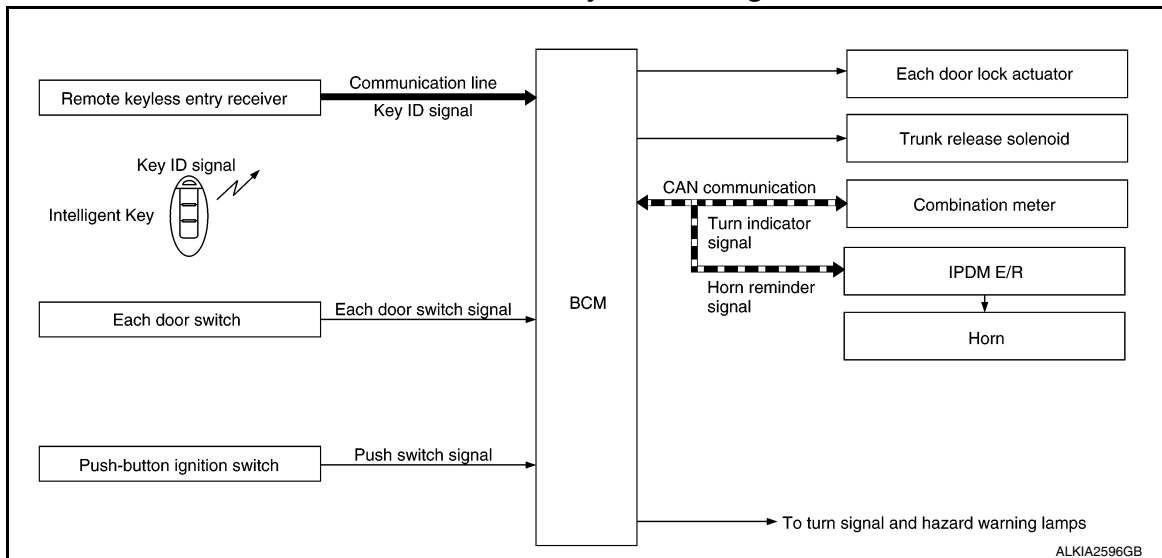 Remote keyless entry receiver
Communication line
Key ID signal
Key ID signal
Intelligent Key
Each door switch
Each door switch signal
Push-button ignition switch
Push switch signal
BCM
Each door lock actuator
Trunk release solenoid
CAN communication
Combination meter
Turn indicator
signal
IPDM E/R
Horn reminder
signal
Horn
To turn signal and hazard warning lamps
ALKIA2596GB